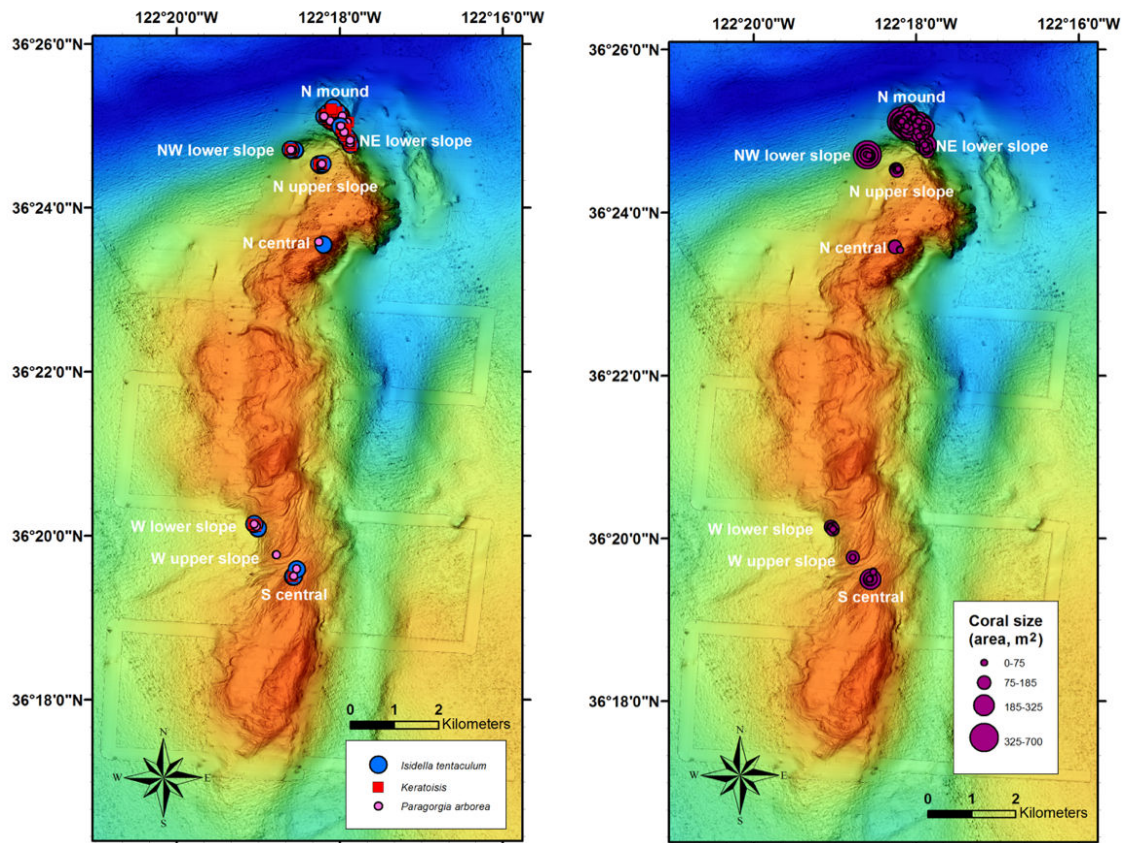 122°20'0"W 122°18'0"W 122°16'0"W
36°26'0"N
36°24'0"N
36°22'0"N
36°20'0"N
36°18'0"N
N mound
NE lower slope
NW lower slope
N upper slope
N central
W lower slope
W upper slope
S central
0 1 2
Kilometers
N
W E
S
Isidella tentaculum
Keratoisis
Paragorgia arborea
122°20'0"W 122°18'0"W 122°16'0"W
36°26'0"N
36°24'0"N
36°22'0"N
36°20'0"N
36°18'0"N
N mound
NE lower slope
NW lower slope
N upper slope
N central
W lower slope
W upper slope
S central
Coral size
(area, m²)
0-75
75-185
185-325
325-700
N
W E
S
0 1 2
Kilometers